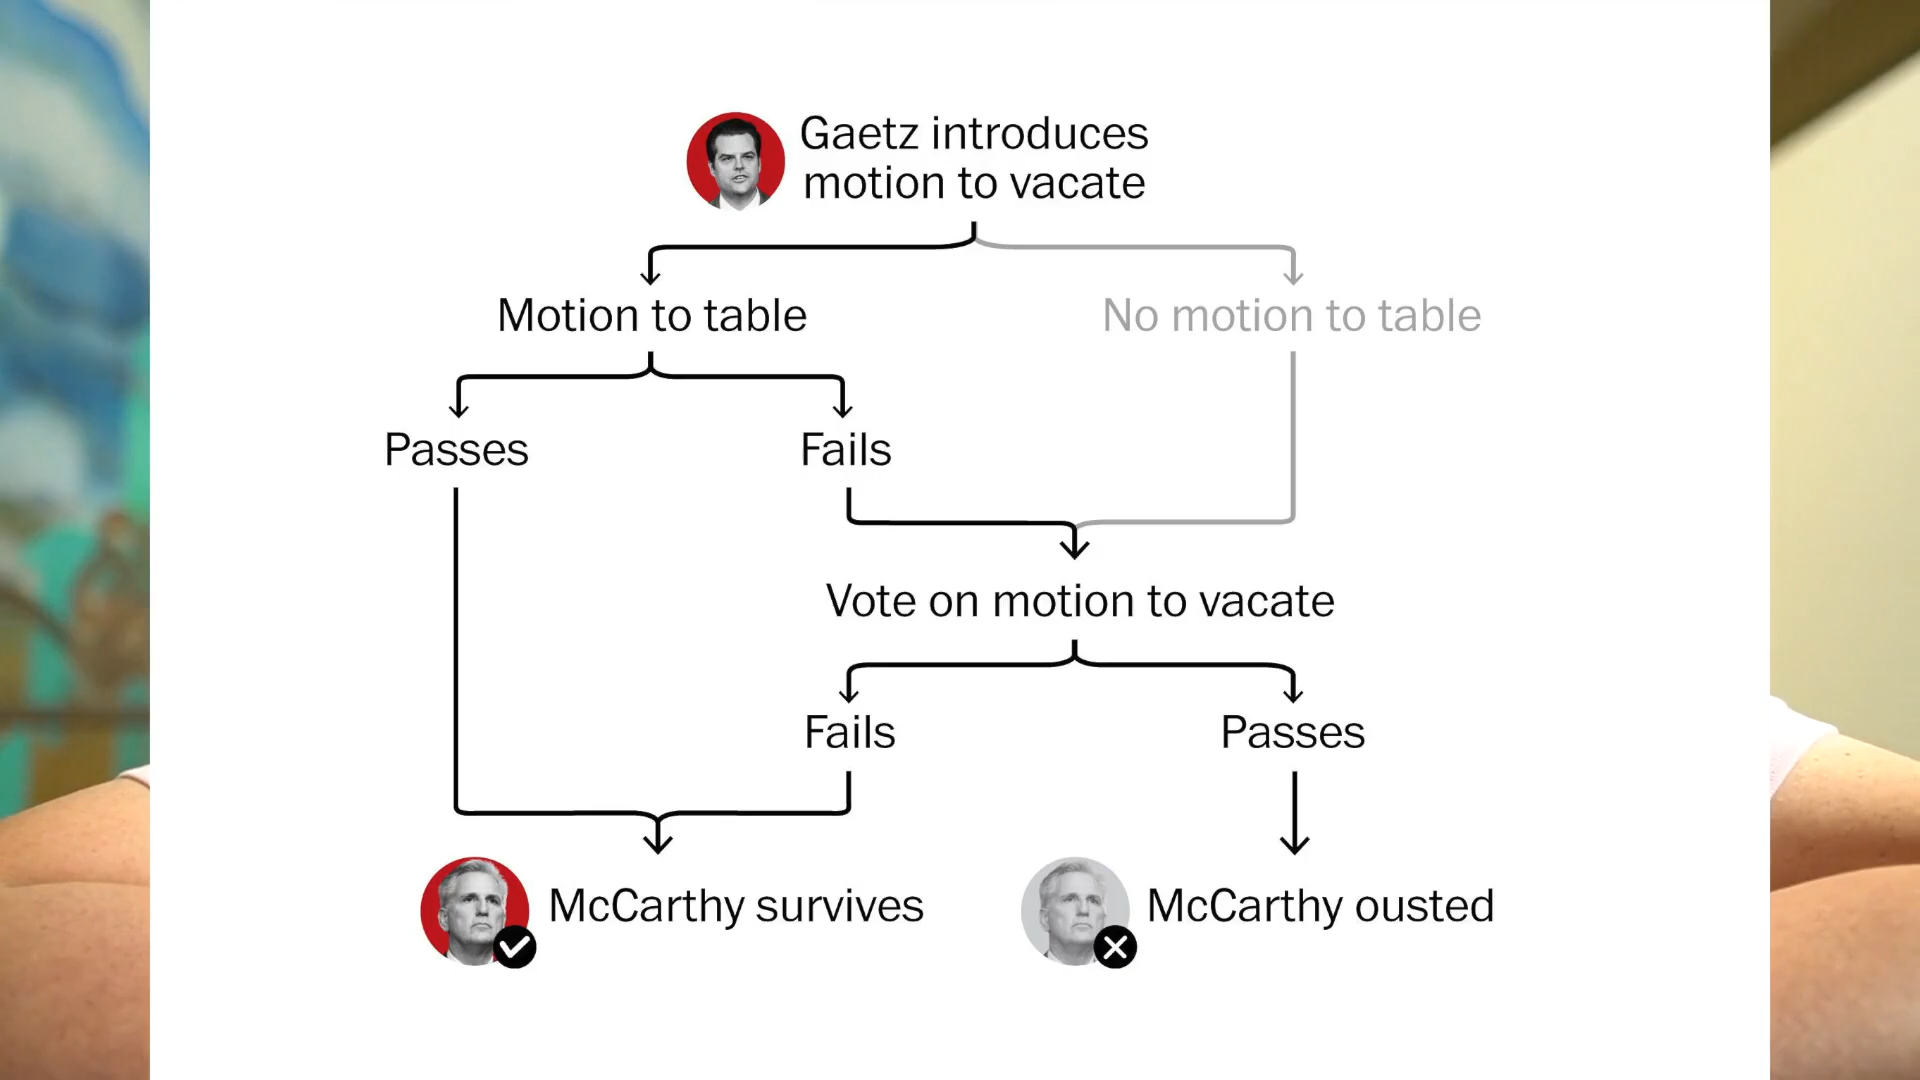 Gaetz introduces
motion to vacate
Motion to table
No motion to table
Passes
Fails
Vote on motion to vacate
Fails
Passes
McCarthy survives
McCarthy ousted